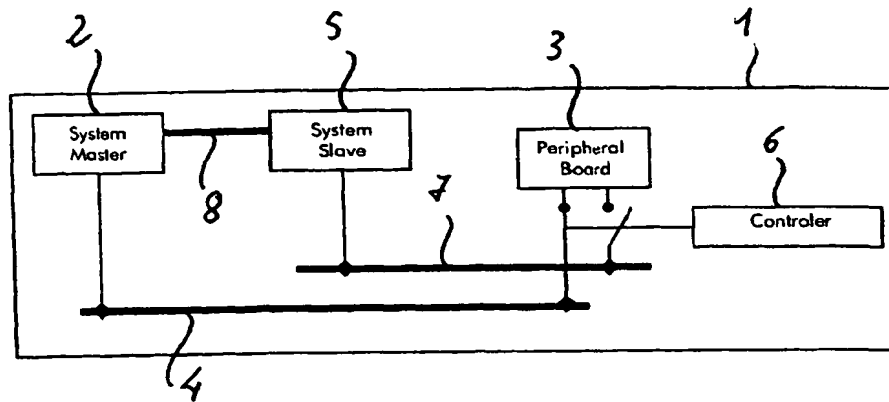 2
5
3
1
System
Master
System
Slave
Peripheral
Board
6
8
7
Controler
4